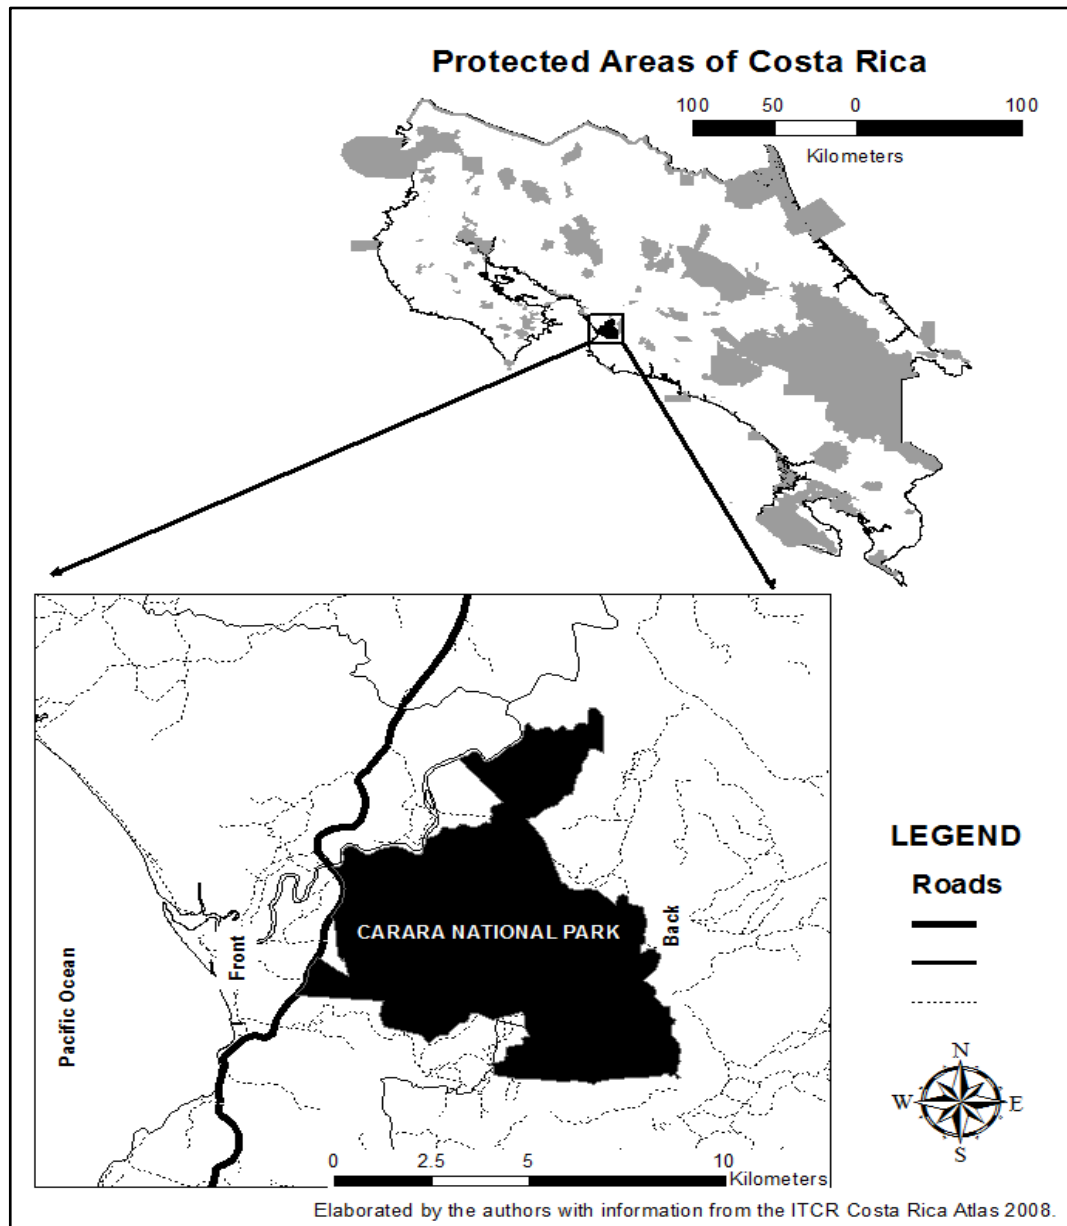 Protected Areas of Costa Rica
100 50 0 100
Kilometers
LEGEND
Roads
CARARA NATIONAL PARK
Back
Front
Pacific Ocean
N
W E
S
0 2.5 5 10
Kilometers
Elaborated by the authors with information from the ITCR Costa Rica Atlas 2008.